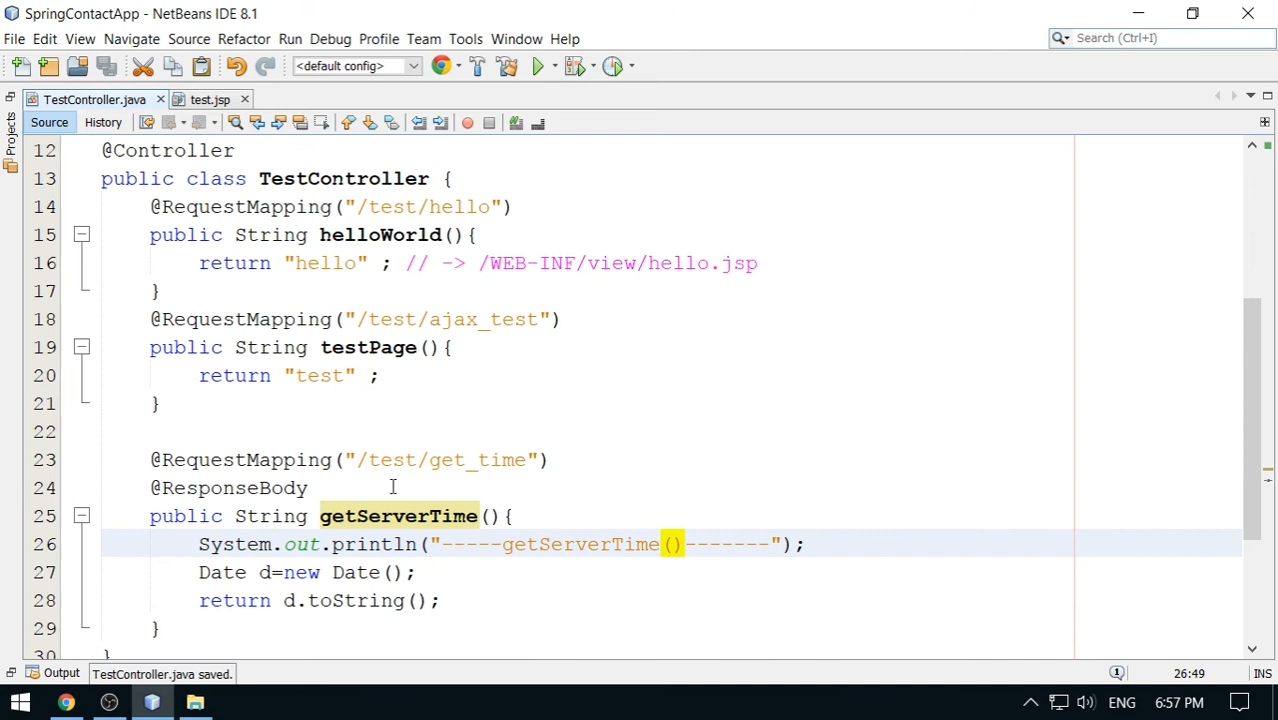 SpringContactApp - NetBeans IDE 8.1
File Edit View Navigate Source Refactor Run Debug Profile Team Tools Window Help
Search (Ctrl+I)
<default config>
TestController.java test.jsp
Source History
Projects
12 @Controller
13 public class TestController {
14 @RequestMapping("/test/hello")
15 public String helloWorld(){
16 return "hello" ; // -> /WEB-INF/view/hello.jsp
17 }
18 @RequestMapping("/test/ajax_test")
19 public String testPage(){
20 return "test" ;
21 }
22
23 @RequestMapping("/test/get_time")
24 @ResponseBody
25 public String getServerTime(){
26 System.out.println("-----getServerTime()-------");
27 Date d=new Date();
28 return d.toString();
29 }
30 }
Output TestController.java saved. 1 26:49 INS
ENG 6:57 PM